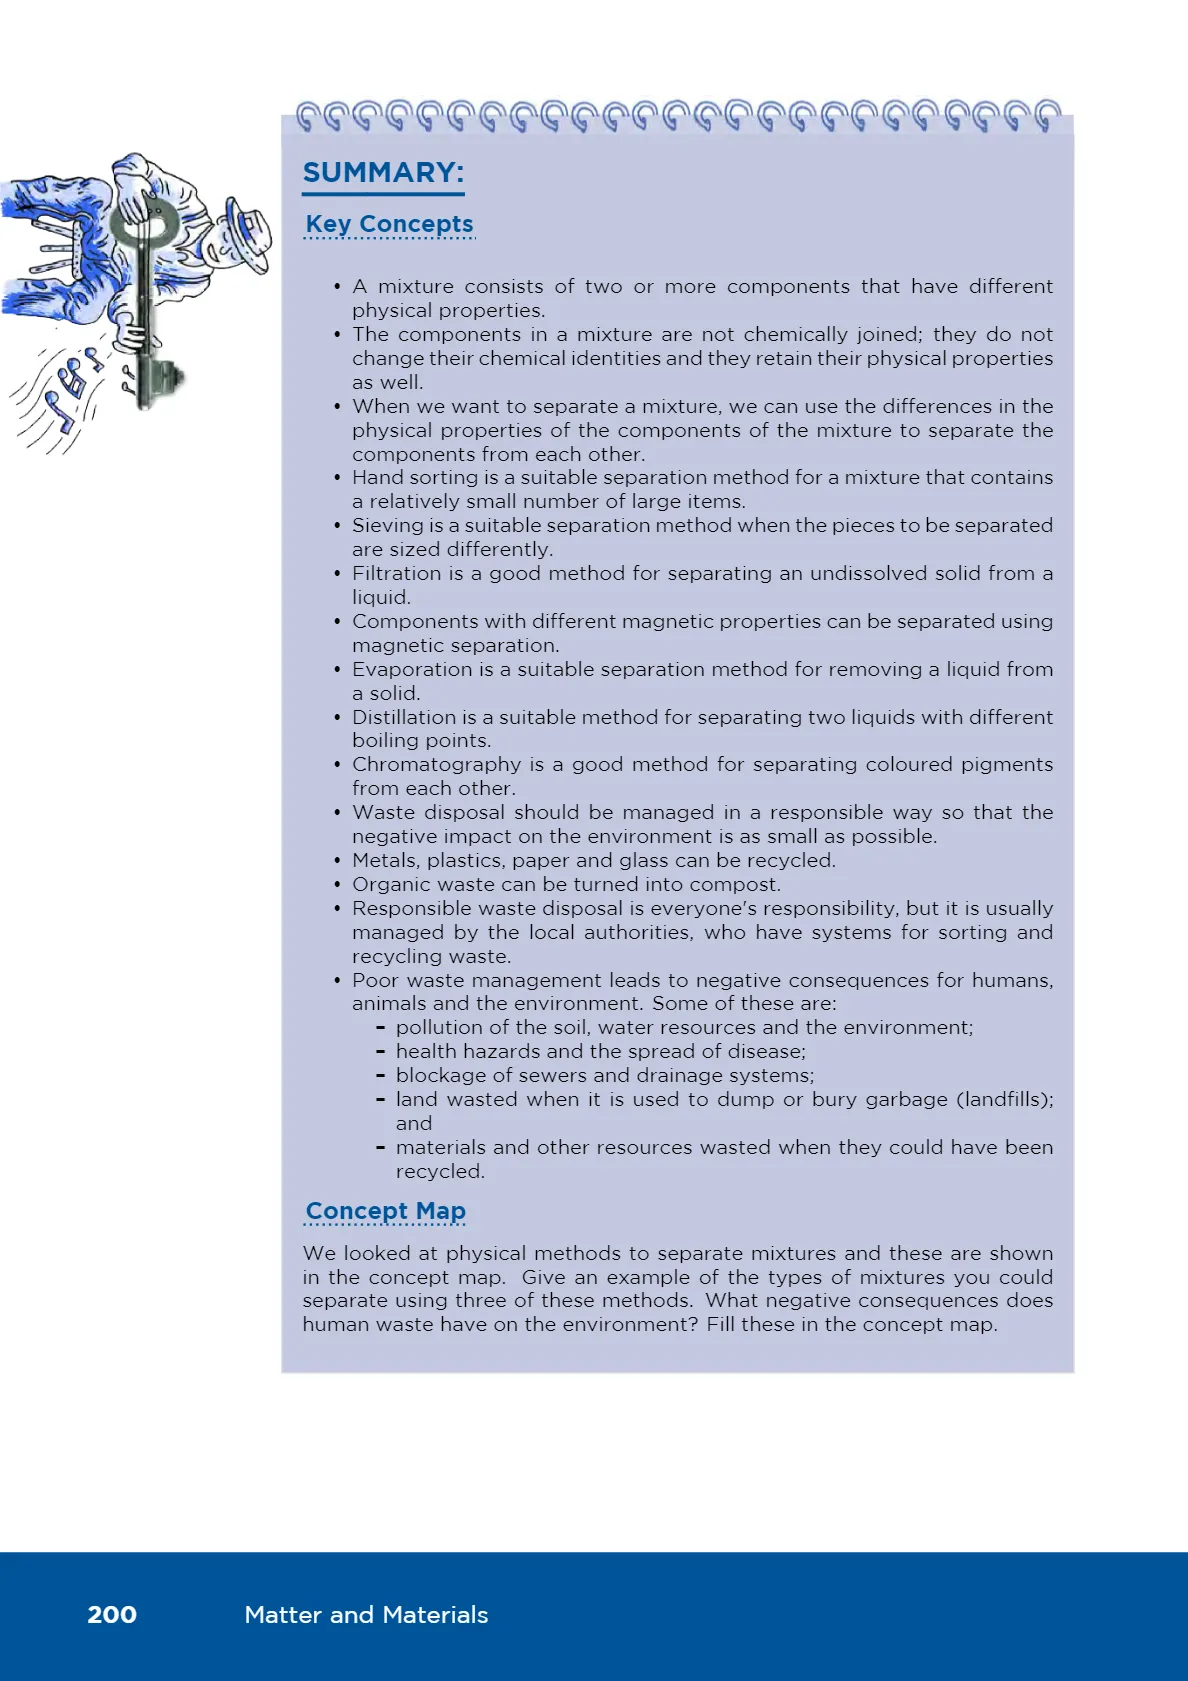 SUMMARY:
Key Concepts
• A mixture consists of two or more components that have different
physical properties.
• The components in a mixture are not chemically joined; they do not
change their chemical identities and they retain their physical properties
as well.
• When we want to separate a mixture, we can use the differences in the
physical properties of the components of the mixture to separate the
components from each other.
• Hand sorting is a suitable separation method for a mixture that contains
a relatively small number of large items.
• Sieving is a suitable separation method when the pieces to be separated
are sized differently.
• Filtration is a good method for separating an undissolved solid from a
liquid.
• Components with different magnetic properties can be separated using
magnetic separation.
• Evaporation is a suitable separation method for removing a liquid from
a solid.
• Distillation is a suitable method for separating two liquids with different
boiling points.
• Chromatography is a good method for separating coloured pigments
from each other.
• Waste disposal should be managed in a responsible way so that the
negative impact on the environment is as small as possible.
• Metals, plastics, paper and glass can be recycled.
• Organic waste can be turned into compost.
• Responsible waste disposal is everyone's responsibility, but it is usually
managed by the local authorities, who have systems for sorting and
recycling waste.
• Poor waste management leads to negative consequences for humans,
animals and the environment. Some of these are:
– pollution of the soil, water resources and the environment;
– health hazards and the spread of disease;
– blockage of sewers and drainage systems;
– land wasted when it is used to dump or bury garbage (landfills);
and
– materials and other resources wasted when they could have been
recycled.
Concept Map
We looked at physical methods to separate mixtures and these are shown
in the concept map. Give an example of the types of mixtures you could
separate using three of these methods. What negative consequences does
human waste have on the environment? Fill these in the concept map.
200 Matter and Materials